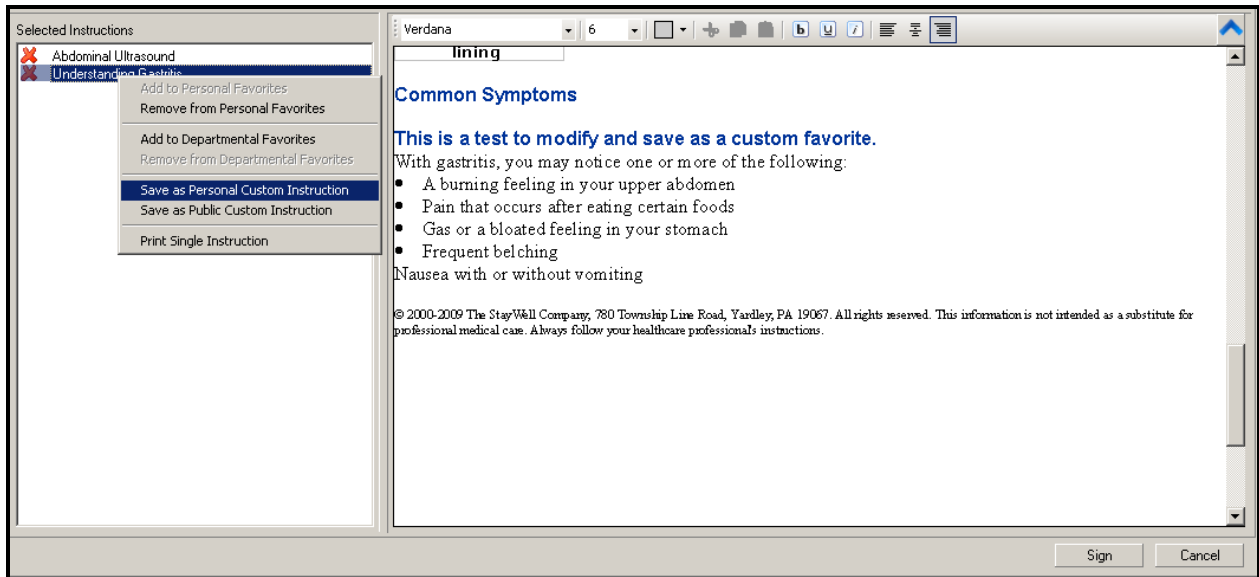 Selected Instructions
Abdominal Ultrasound
Understanding Gastritis
Add to Personal Favorites
Remove from Personal Favorites
Add to Departmental Favorites
Remove from Departmental Favorites
Save as Personal Custom Instruction
Save as Public Custom Instruction
Print Single Instruction
Verdana 6 b u i
lining
Common Symptoms
This is a test to modify and save as a custom favorite.
With gastritis, you may notice one or more of the following:
• A burning feeling in your upper abdomen
• Pain that occurs after eating certain foods
• Gas or a bloated feeling in your stomach
• Frequent belching
Nausea with or without vomiting
© 2000-2009 The StayWell Company, 780 Township Line Road, Yardley, PA 19067. All rights reserved. This information is not intended as a substitute for
professional medical care. Always follow your healthcare professional's instructions.
Sign Cancel